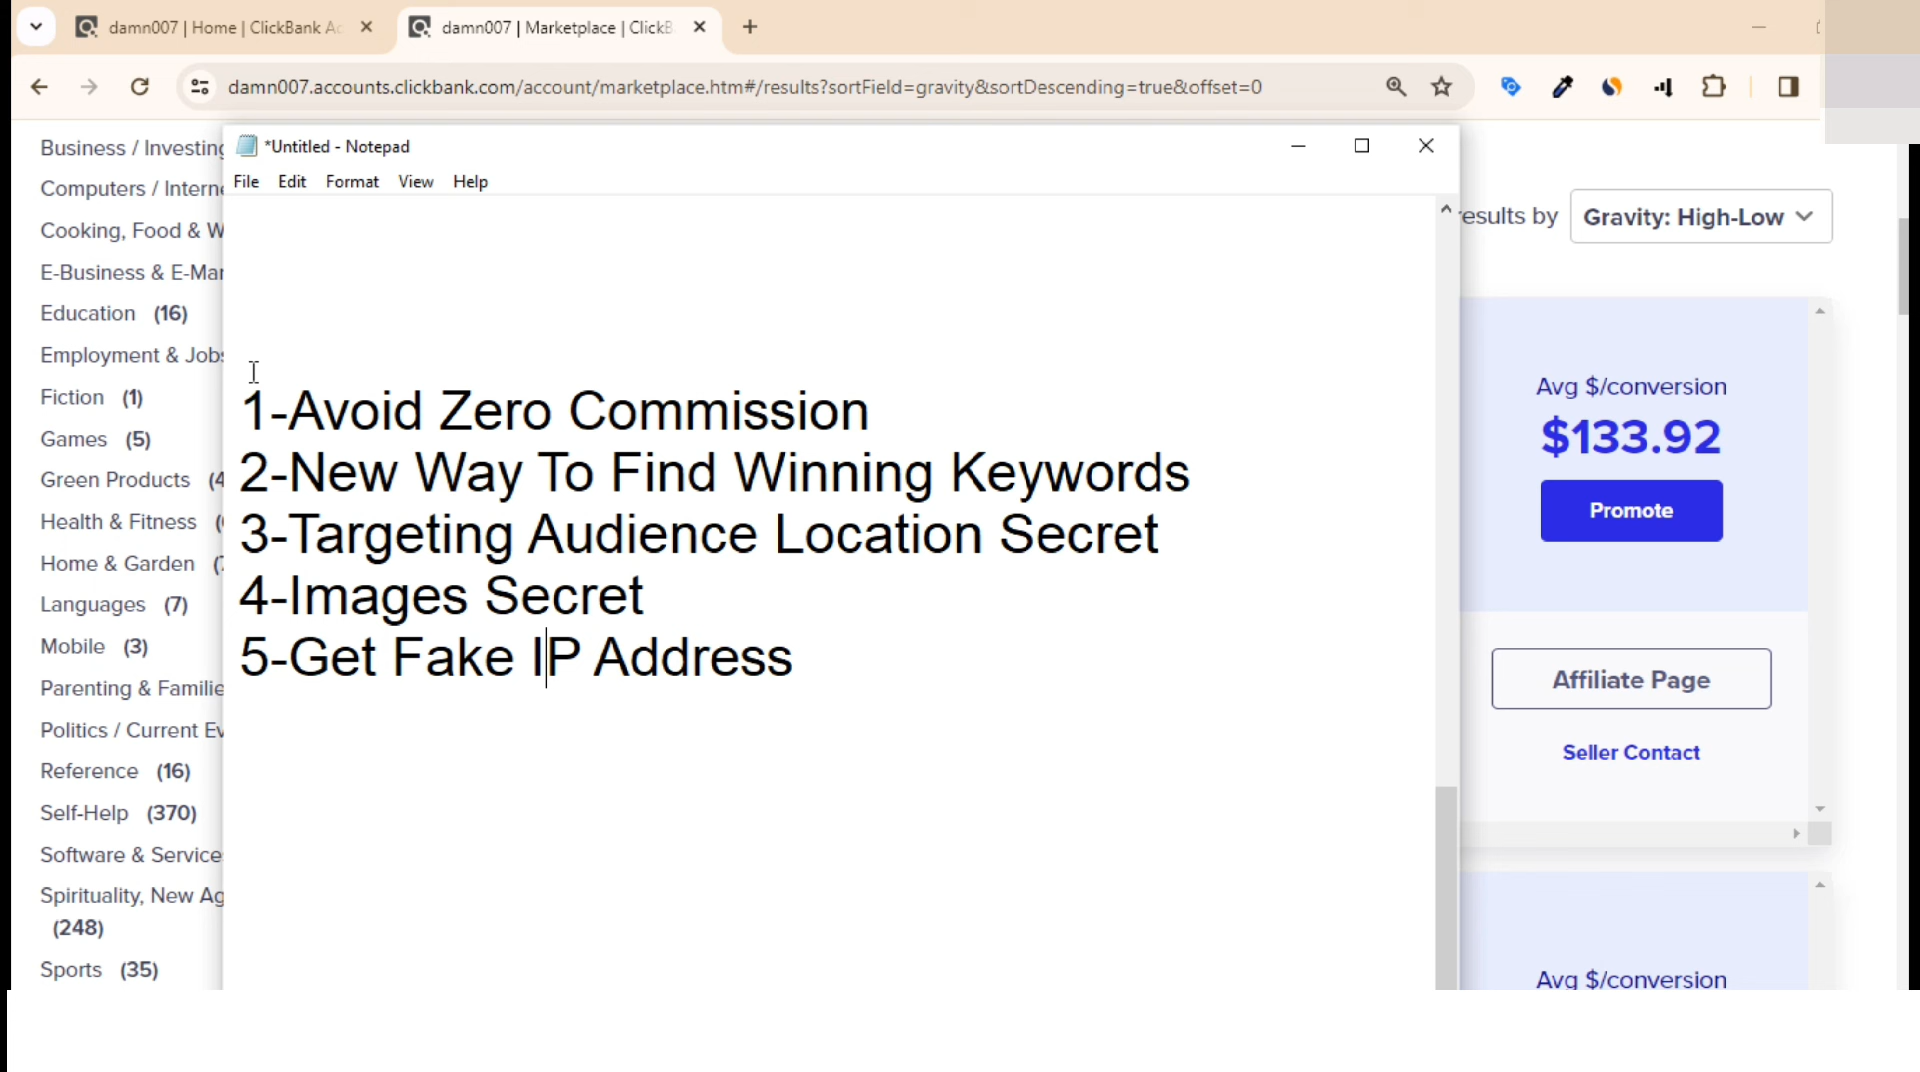 damn007 | Home | ClickBank Ac
damn007 | Marketplace | ClickB
damn007.accounts.clickbank.com/account/marketplace.htm#/results?sortField=gravity&sortDescending=true&offset=0
*Untitled - Notepad
File Edit Format View Help
Business / Investing
Computers / Interne
Cooking, Food & W
E-Business & E-Mar
Education (16)
Employment & Jobs
Fiction (1)
Games (5)
Green Products (4
Health & Fitness (
Home & Garden (7
Languages (7)
Mobile (3)
Parenting & Familie
Politics / Current Ev
Reference (16)
Self-Help (370)
Software & Service
Spirituality, New Ag
(248)
Sports (35)
1-Avoid Zero Commission
2-New Way To Find Winning Keywords
3-Targeting Audience Location Secret
4-Images Secret
5-Get Fake IP Address
esults by Gravity: High-Low
Avg $/conversion
$133.92
Promote
Affiliate Page
Seller Contact
Avg $/conversion